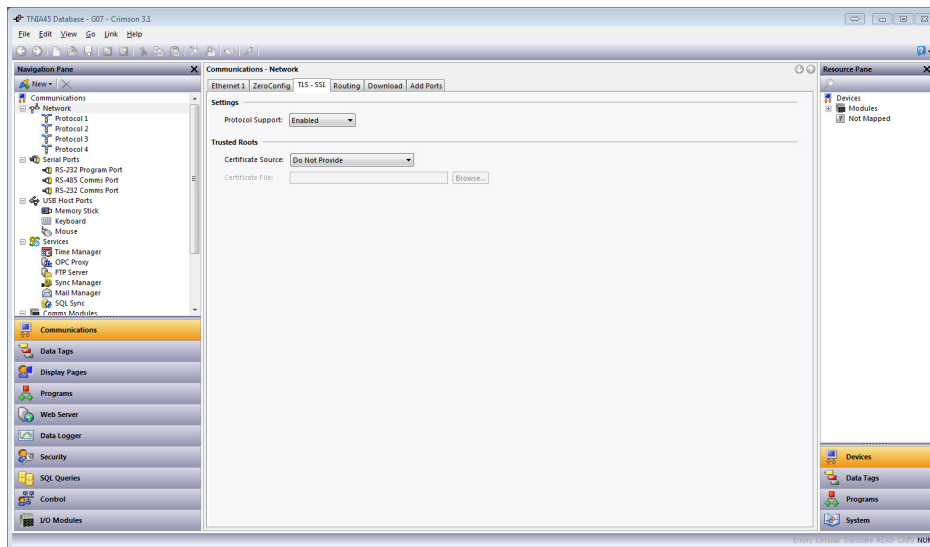 TNIA45 Database - G07 - Crimson 3.1
File Edit View Go Link Help
Navigation Pane
New
Communications
Network
Protocol 1
Protocol 2
Protocol 3
Protocol 4
Serial Ports
RS-232 Program Port
RS-485 Comms Port
RS-232 Comms Port
USB Host Ports
Memory Stick
Keyboard
Mouse
Services
Time Manager
OPC Proxy
FTP Server
Sync Manager
Mail Manager
SQL Sync
Comms Modules
Communications
Data Tags
Display Pages
Programs
Web Server
Data Logger
Security
SQL Queries
Control
I/O Modules
Communications - Network
Ethernet 1 ZeroConfig TLS - SSL Routing Download Add Ports
Settings
Protocol Support: Enabled
Trusted Roots
Certificate Source: Do Not Provide
Certificate File: Browse...
Resource Pane
Devices
Modules
Not Mapped
Devices
Data Tags
Programs
System
Errors Circular Translate READ CAPS NUM